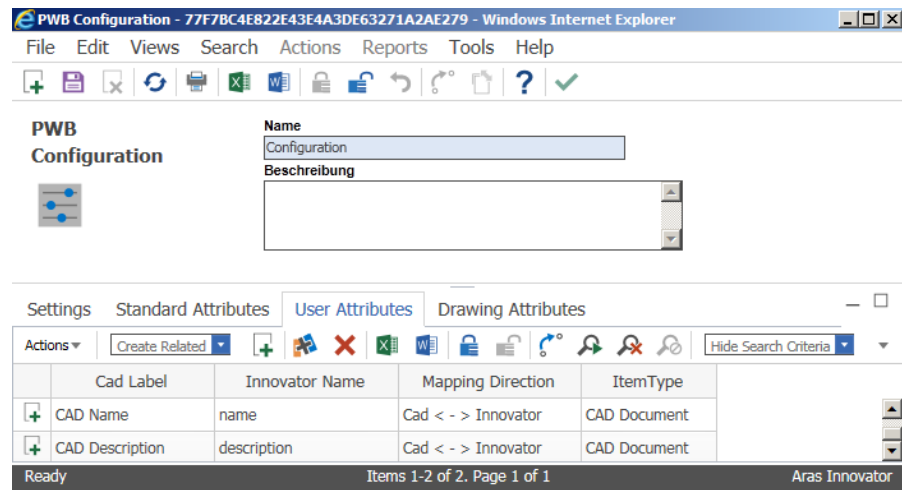 PWB Configuration - 77F7BC4E822E43E4A3DE63271A2AE279 - Windows Internet Explorer
File Edit Views Search Actions Reports Tools Help
PWB
Configuration
Name
Configuration
Beschreibung
Settings Standard Attributes User Attributes Drawing Attributes
Actions Create Related Hide Search Criteria
Cad Label Innovator Name Mapping Direction ItemType
CAD Name name Cad < - > Innovator CAD Document
CAD Description description Cad < - > Innovator CAD Document
Ready Items 1-2 of 2. Page 1 of 1 Aras Innovator